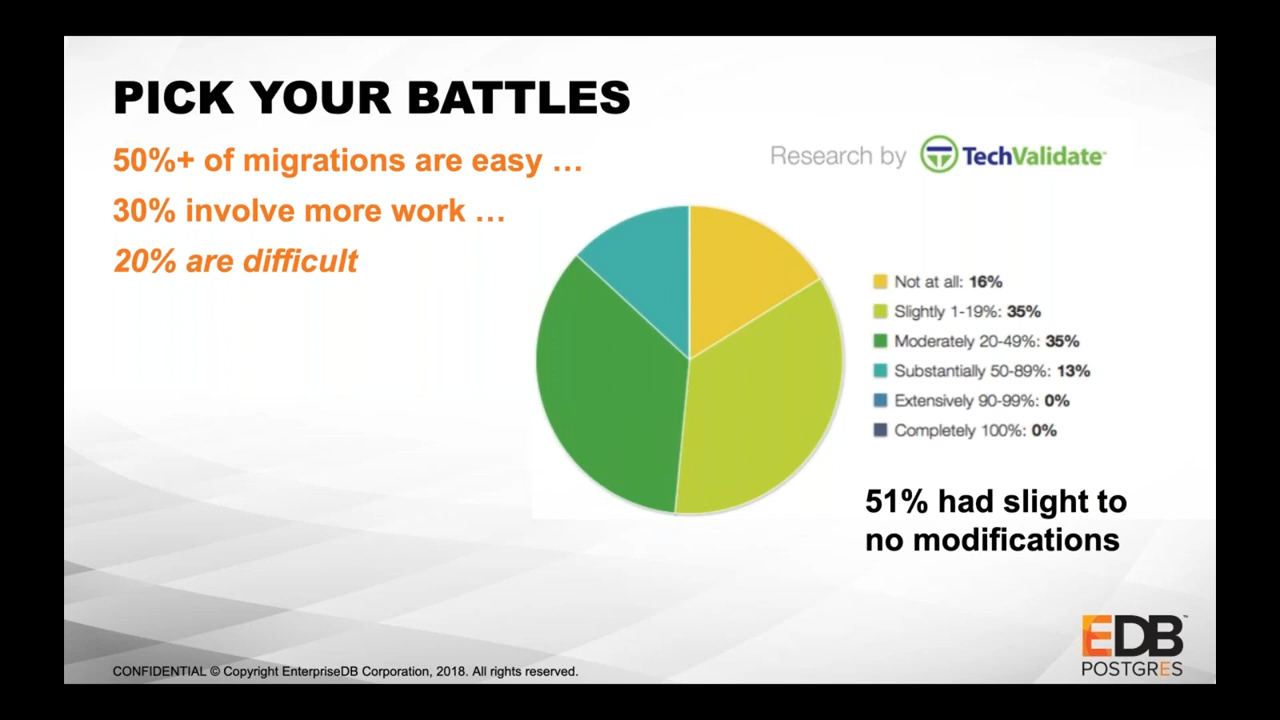 PICK YOUR BATTLES
50%+ of migrations are easy …
30% involve more work …
20% are difficult
Research by TechValidate™
Not at all: 16%
Slightly 1-19%: 35%
Moderately 20-49%: 35%
Substantially 50-89%: 13%
Extensively 90-99%: 0%
Completely 100%: 0%
51% had slight to
no modifications
EDB™
POSTGRES
CONFIDENTIAL © Copyright EnterpriseDB Corporation, 2018. All rights reserved.